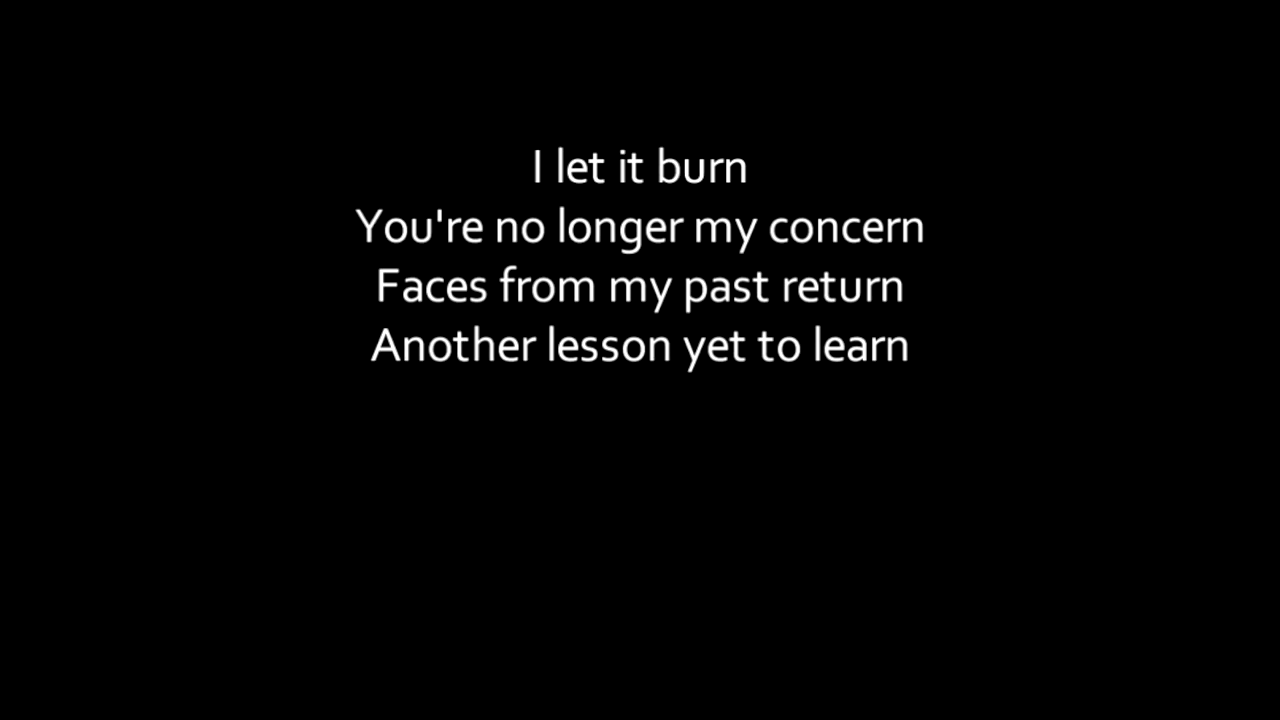 I let it burn
You're no longer my concern
Faces from my past return
Another lesson yet to learn